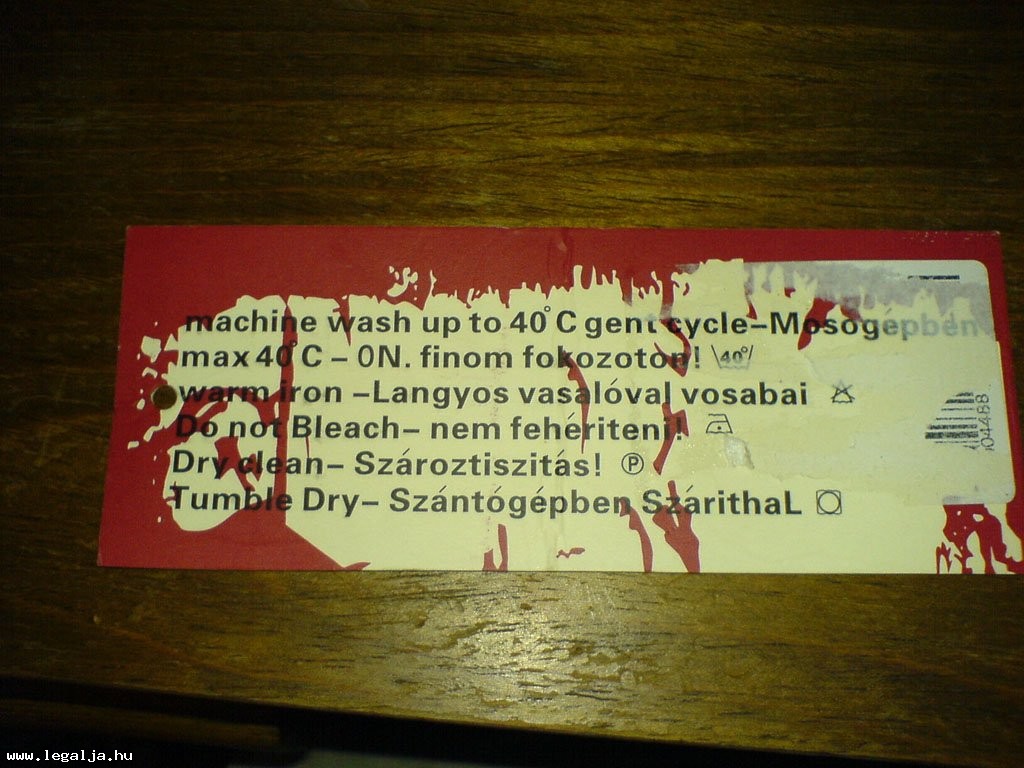 machine wash up to 40°C gent cycle–Mosogepben
max 40°C – 0N. finom fokozoton! 40°
warm iron –Langyos vasalóval vosabai
Do not Bleach– nem fehériteni!
Dry clean– Szároztiszitás! P
Tumble Dry– Szántógépben SzárithaL
04488
www.legalja.hu